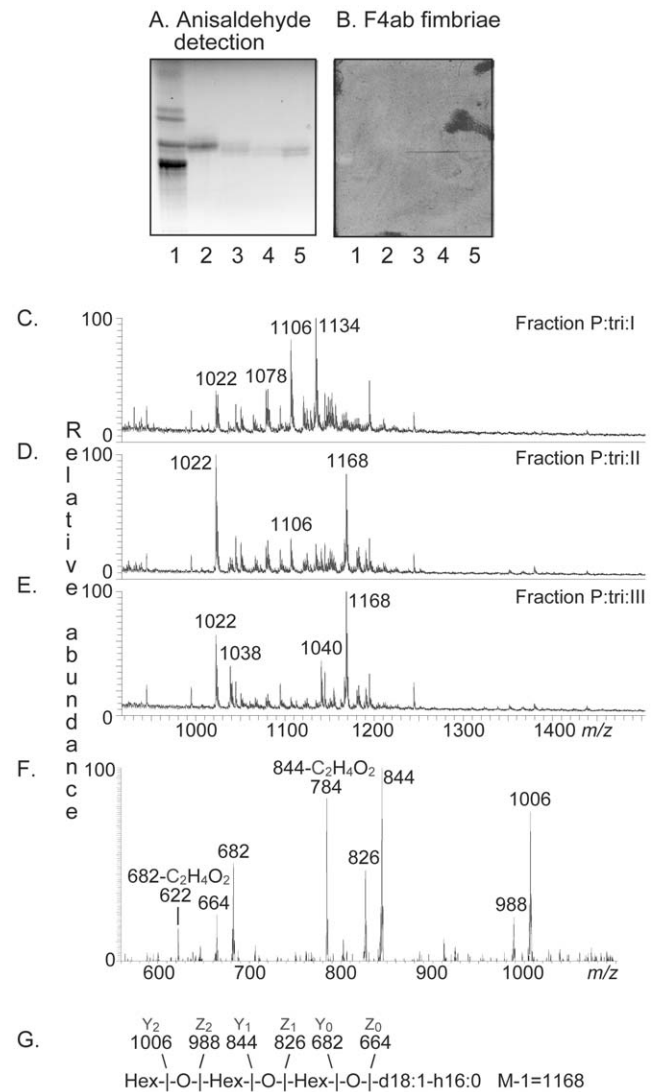 A. Anisaldehyde detection
B. F4ab fimbriae
1 2 3 4 5
1 2 3 4 5
C.
100
0
1022
1078
1106
1134
Fraction P:tri:I
D.
100
0
1022
1106
1168
Fraction P:tri:II
E.
100
0
1022
1038
1040
1168
Fraction P:tri:III
1000 1100 1200 1300 1400 m/z
Relative abundance
F.
100
0
682-C₂H₄O₂
622
664
682
844-C₂H₄O₂
784
826
844
988
1006
600 700 800 900 1000 m/z
G.
Y₂ Z₂ Y₁ Z₁ Y₀ Z₀
1006 988 844 826 682 664
Hex-|-O-|-Hex-|-O-|-Hex-|-O-|-d18:1-h16:0 M-1=1168